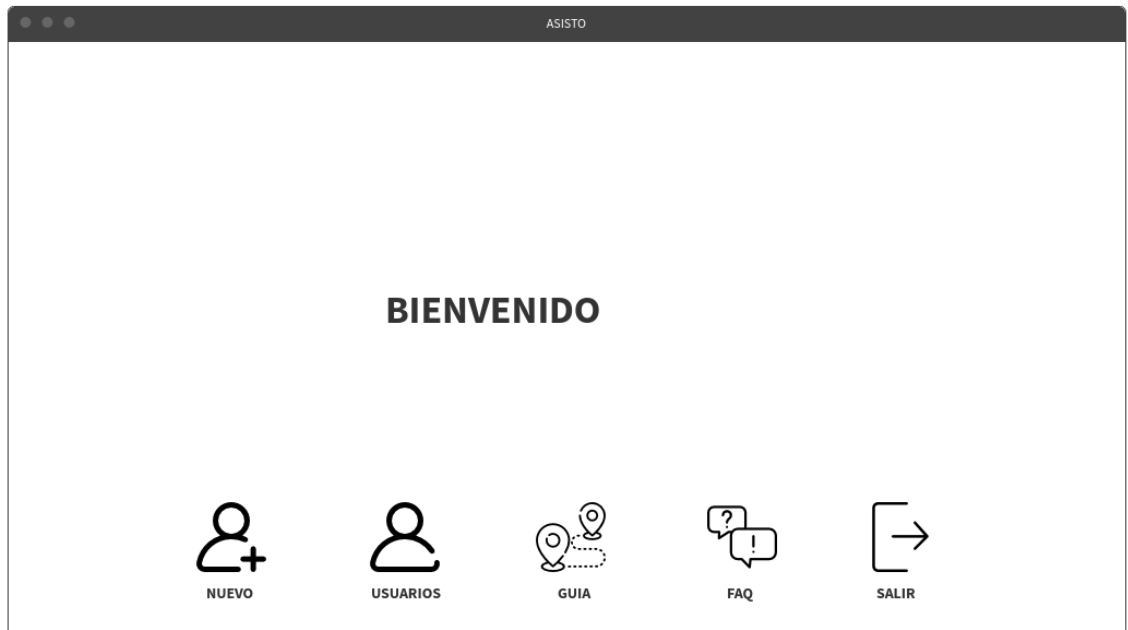 ASISTO
BIENVENIDO
NUEVO
USUARIOS
GUIA
FAQ
SALIR